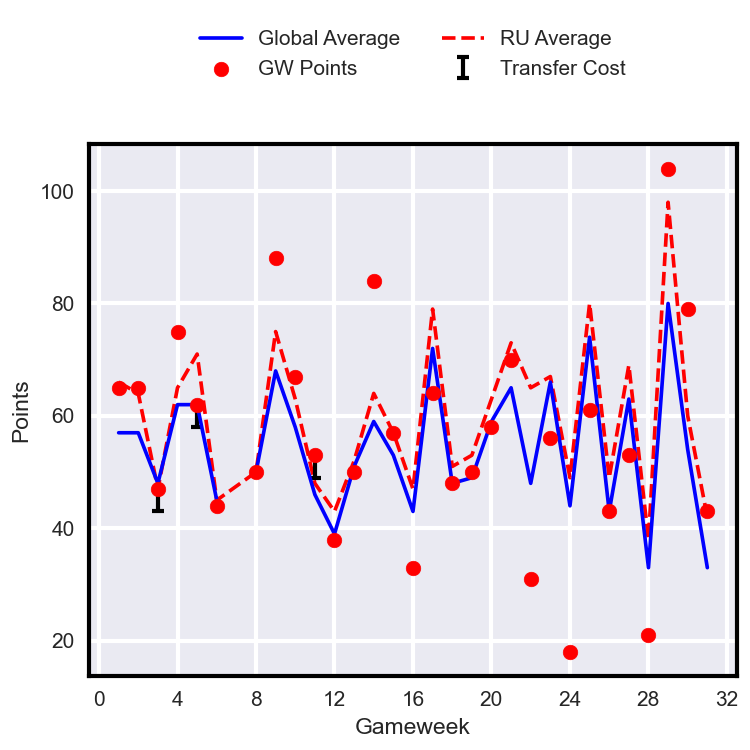 Global Average
RU Average
GW Points
Transfer Cost
100
80
60
40
20
Points
0 4 8 12 16 20 24 28 32
Gameweek